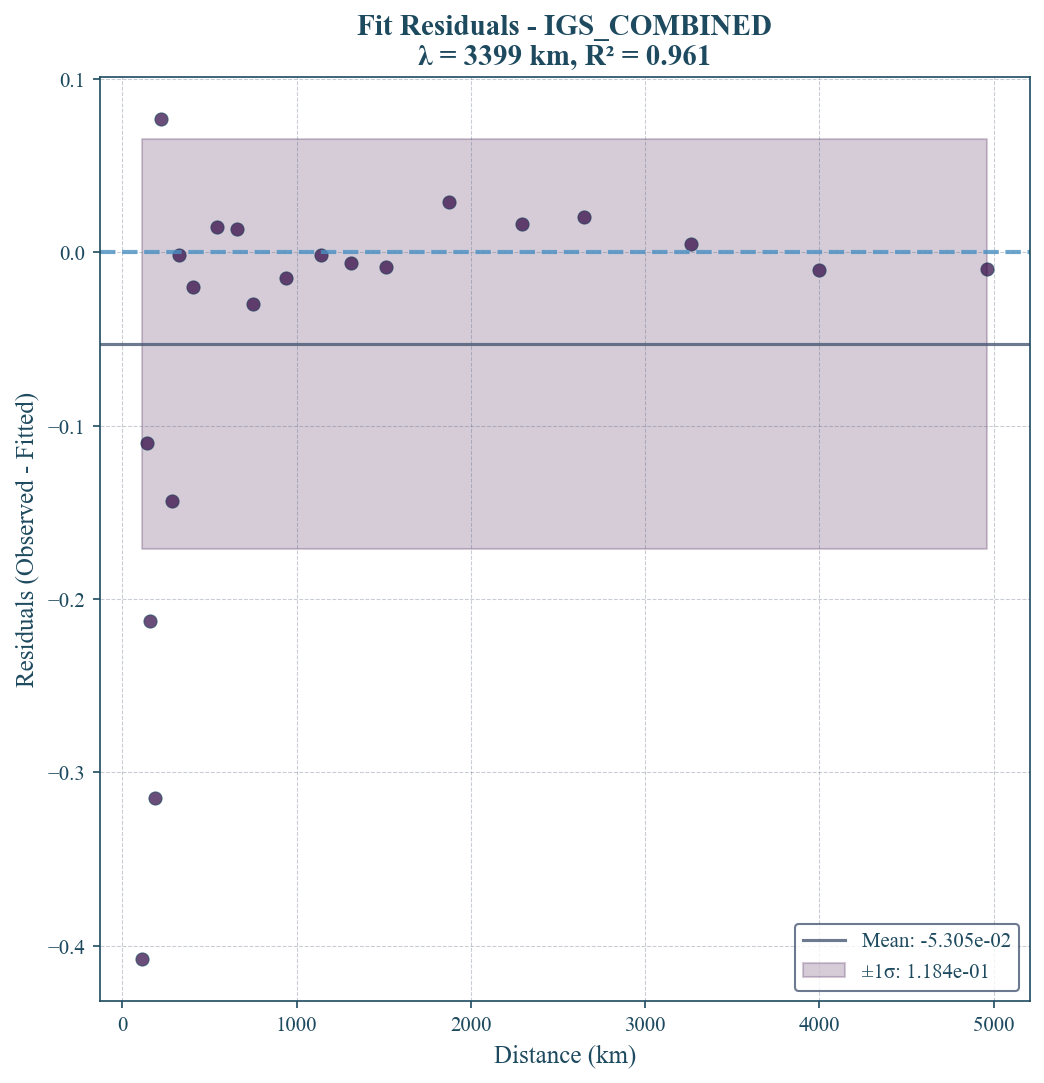 Fit Residuals - IGS_COMBINED
λ = 3399 km, R² = 0.961
0.1
0.0
−0.1
−0.2
−0.3
−0.4
Residuals (Observed - Fitted)
Mean: -5.305e-02
±1σ: 1.184e-01
0
1000
2000
3000
4000
5000
Distance (km)